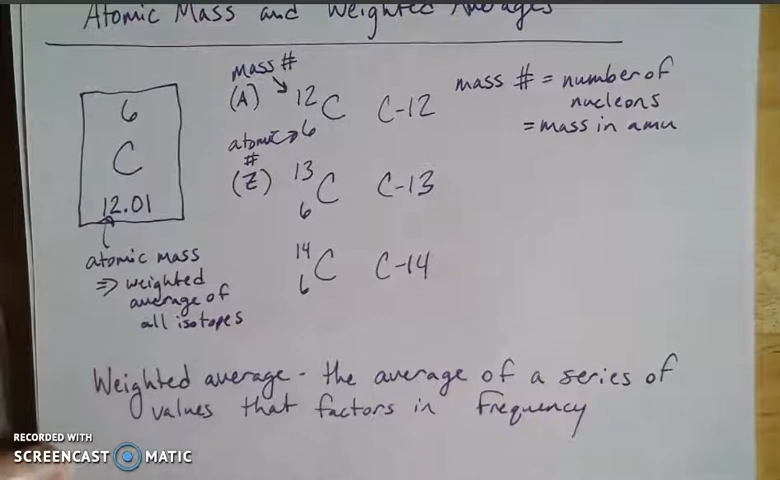 Atomic Mass and Weighted Averages
6
C
12.01
atomic mass
⇒ weighted
average of
all isotopes
mass #
(A)
atomic
#
(Z)
12
6 C C-12
13
6 C C-13
14
6 C C-14
mass # = number of
nucleons
= mass in amu
Weighted average - the average of a series of
values that factors in frequency
RECORDED WITH
SCREENCAST MATIC